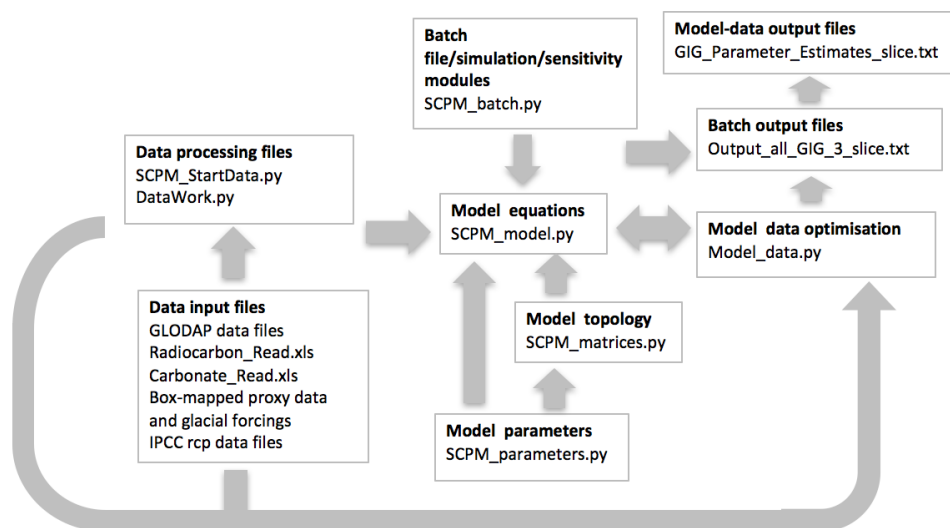 Batch
file/simulation/sensitivity
modules
SCPM_batch.py
Model-data output files
GIG_Parameter_Estimates_slice.txt
Batch output files
Output_all_GIG_3_slice.txt
Data processing files
SCPM_StartData.py
DataWork.py
Model equations
SCPM_model.py
Model data optimisation
Model_data.py
Data input files
GLODAP data files
Radiocarbon_Read.xls
Carbonate_Read.xls
Box-mapped proxy data
and glacial forcings
IPCC rcp data files
Model topology
SCPM_matrices.py
Model parameters
SCPM_parameters.py